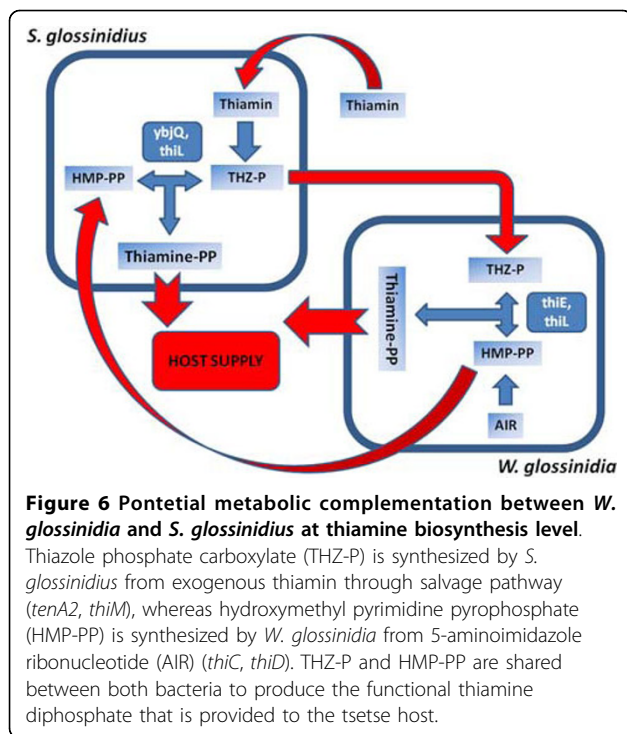 S. glossinidius
Thiamin
Thiamin
ybjQ,
thiL
HMP-PP
THZ-P
Thiamine-PP
HOST SUPPLY
THZ-P
thiE,
thiL
Thiamine-PP
HMP-PP
AIR
W. glossinidia
Figure 6 Pontetial metabolic complementation between W.
glossinidia and S. glossinidius at thiamine biosynthesis level.
Thiazole phosphate carboxylate (THZ-P) is synthesized by S.
glossinidius from exogenous thiamin through salvage pathway
(tenA2, thiM), whereas hydroxymethyl pyrimidine pyrophosphate
(HMP-PP) is synthesized by W. glossinidia from 5-aminoimidazole
ribonucleotide (AIR) (thiC, thiD). THZ-P and HMP-PP are shared
between both bacteria to produce the functional thiamine
diphosphate that is provided to the tsetse host.